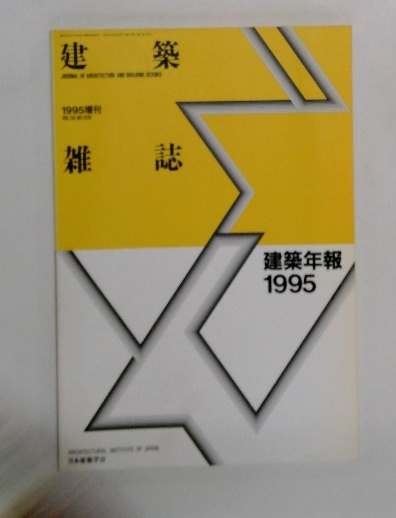 建築
JOURNAL OF ARCHITECTURE AND BUILDING SCIENCE
1995増刊
雑誌
建築年報
1995
ARCHITECTURAL INSTITUTE OF JAPAN
日本建築学会